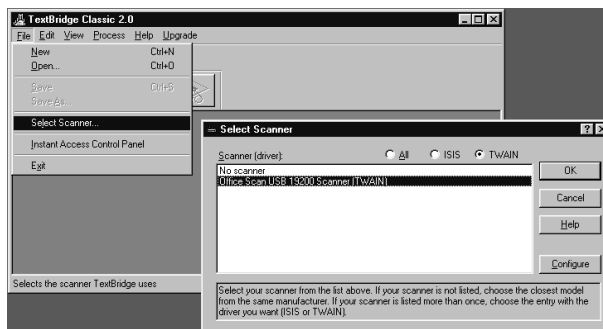 TextBridge Classic 2.0
File Edit View Process Help Upgrade
New Ctrl+N
Open... Ctrl+O
Save Ctrl+S
Save As...
Select Scanner...
Instant Access Control Panel
Exit
Selects the scanner TextBridge uses
Select Scanner
Scanner (driver): All ISIS TWAIN
No scanner
Office Scan USB 19200 Scanner (TWAIN)
OK
Cancel
Help
Configure
Select your scanner from the list above. If your scanner is not listed, choose the closest model
from the same manufacturer. If your scanner is listed more than once, choose the entry with the
driver you want (ISIS or TWAIN).